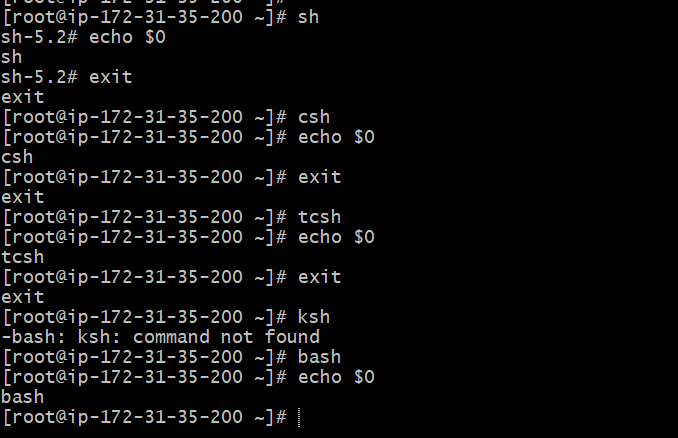 [root@ip-172-31-35-200 ~]# sh
sh-5.2# echo $0
sh
sh-5.2# exit
exit
[root@ip-172-31-35-200 ~]# csh
[root@ip-172-31-35-200 ~]# echo $0
csh
[root@ip-172-31-35-200 ~]# exit
exit
[root@ip-172-31-35-200 ~]# tcsh
[root@ip-172-31-35-200 ~]# echo $0
tcsh
[root@ip-172-31-35-200 ~]# exit
exit
[root@ip-172-31-35-200 ~]# ksh
-bash: ksh: command not found
[root@ip-172-31-35-200 ~]# bash
[root@ip-172-31-35-200 ~]# echo $0
bash
[root@ip-172-31-35-200 ~]#